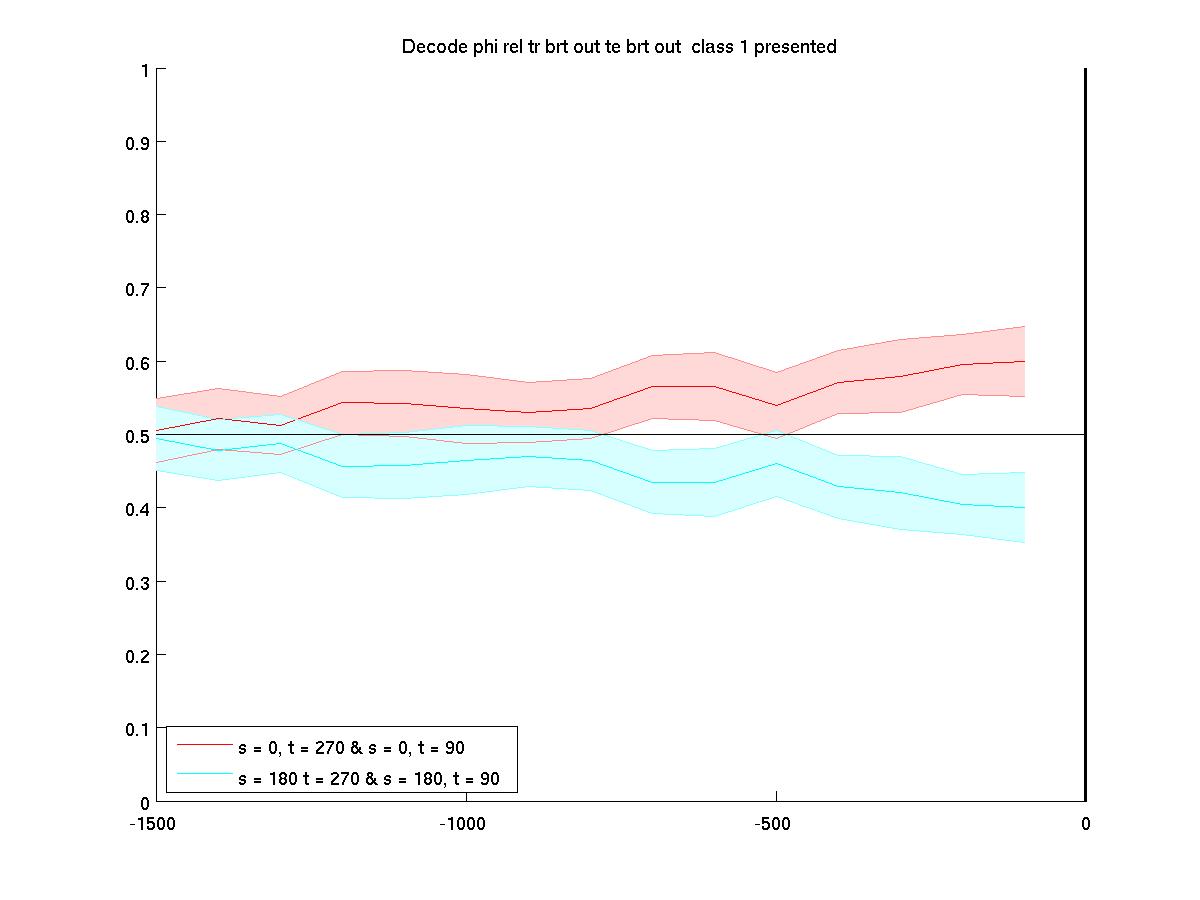 Decode phi rel tr brt out te brt out  class 1 presented
1
0.9
0.8
0.7
0.6
0.5
0.4
0.3
0.2
0.1
0
s = 0, t = 270 & s = 0, t = 90
s = 180 t = 270 & s = 180, t = 90
-1500 -1000 -500 0